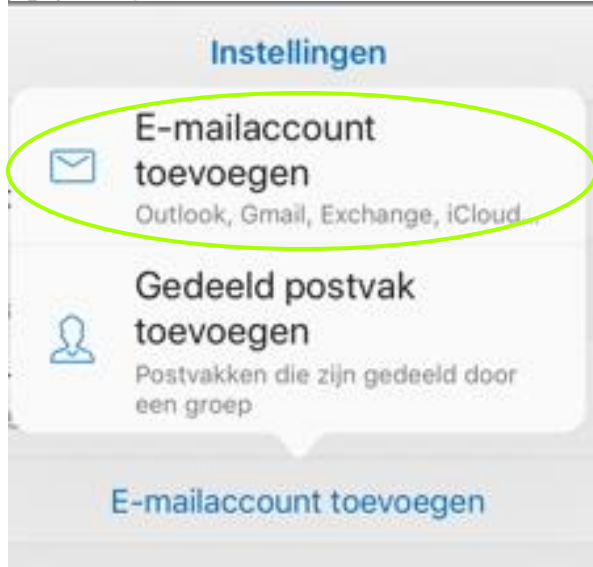 Instellingen
E-mailaccount
toevoegen
Outlook, Gmail, Exchange, iCloud...
Gedeeld postvak
toevoegen
Postvakken die zijn gedeeld door
een groep
E-mailaccount toevoegen